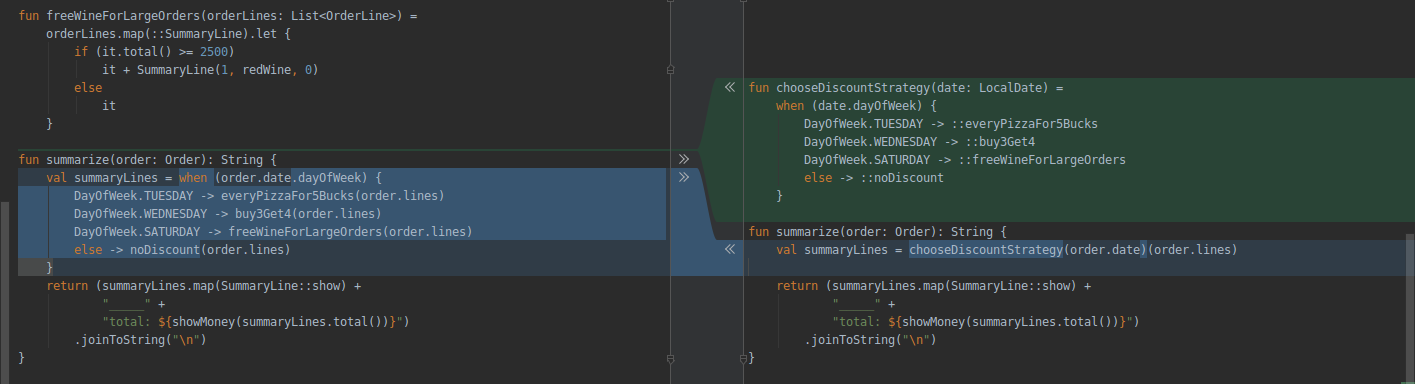 fun freeWineForLargeOrders(orderLines: List<OrderLine>) =
    orderLines.map(::SummaryLine).let {
        if (it.total() >= 2500)
            it + SummaryLine(1, redWine, 0)
        else
            it
    }
fun summarize(order: Order): String {
    val summaryLines = when (order.date.dayOfWeek) {
        DayOfWeek.TUESDAY -> everyPizzaFor5Bucks(order.lines)
        DayOfWeek.WEDNESDAY -> buy3Get4(order.lines)
        DayOfWeek.SATURDAY -> freeWineForLargeOrders(order.lines)
        else -> noDiscount(order.lines)
    }
    return (summaryLines.map(SummaryLine::show) +
            "_____" +
            "total: ${showMoney(summaryLines.total())}")
        .joinToString("\n")
}
fun chooseDiscountStrategy(date: LocalDate) =
    when (date.dayOfWeek) {
        DayOfWeek.TUESDAY -> ::everyPizzaFor5Bucks
        DayOfWeek.WEDNESDAY -> ::buy3Get4
        DayOfWeek.SATURDAY -> ::freeWineForLargeOrders
        else -> ::noDiscount
    }
fun summarize(order: Order): String {
    val summaryLines = chooseDiscountStrategy(order.date)(order.lines)
    return (summaryLines.map(SummaryLine::show) +
            "_____" +
            "total: ${showMoney(summaryLines.total())}")
        .joinToString("\n")
}